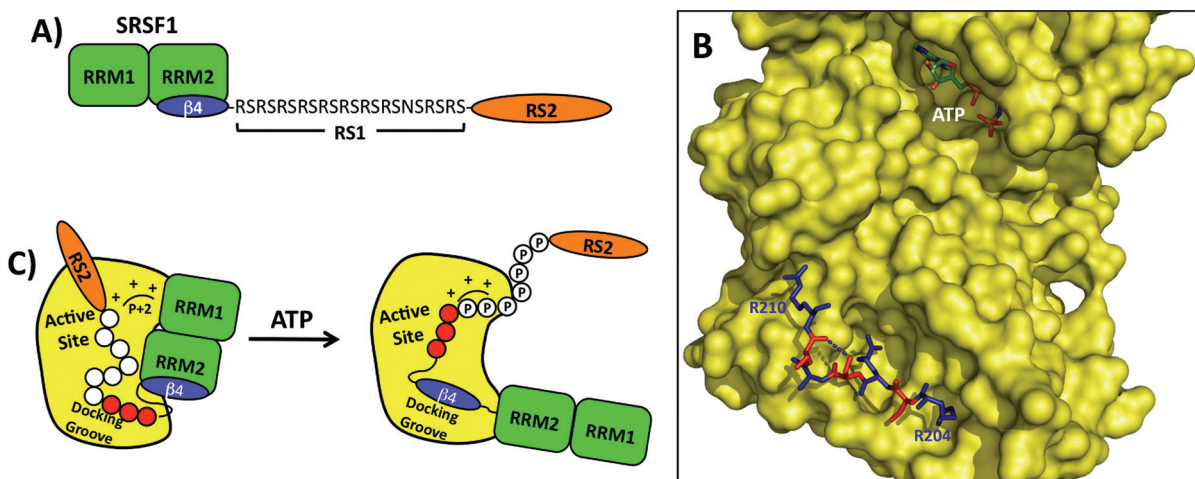 A)
SRSF1
RRM1
RRM2
β4
-RSRSRSRSRSRSRSRSNSRSRS-
RS1
RS2
B
ATP
R210
R204
C)
RS2
+
+
+
P+2
Active
Site
RRM1
RRM2
β4
Docking
Groove
ATP
RS2
P
P
P
P
P
P
P
P
+
+
+
Active
Site
β4
Docking
Groove
RRM2
RRM1